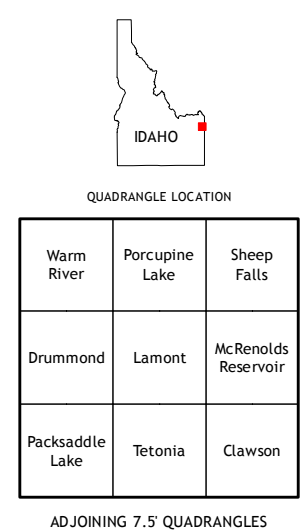 IDAHO
QUADRANGLE LOCATION
Warm
River
Porcupine
Lake
Sheep
Falls
Drummond
Lamont
McRenolds
Reservoir
Packsaddle
Lake
Tetonia
Clawson
ADJOINING 7.5' QUADRANGLES